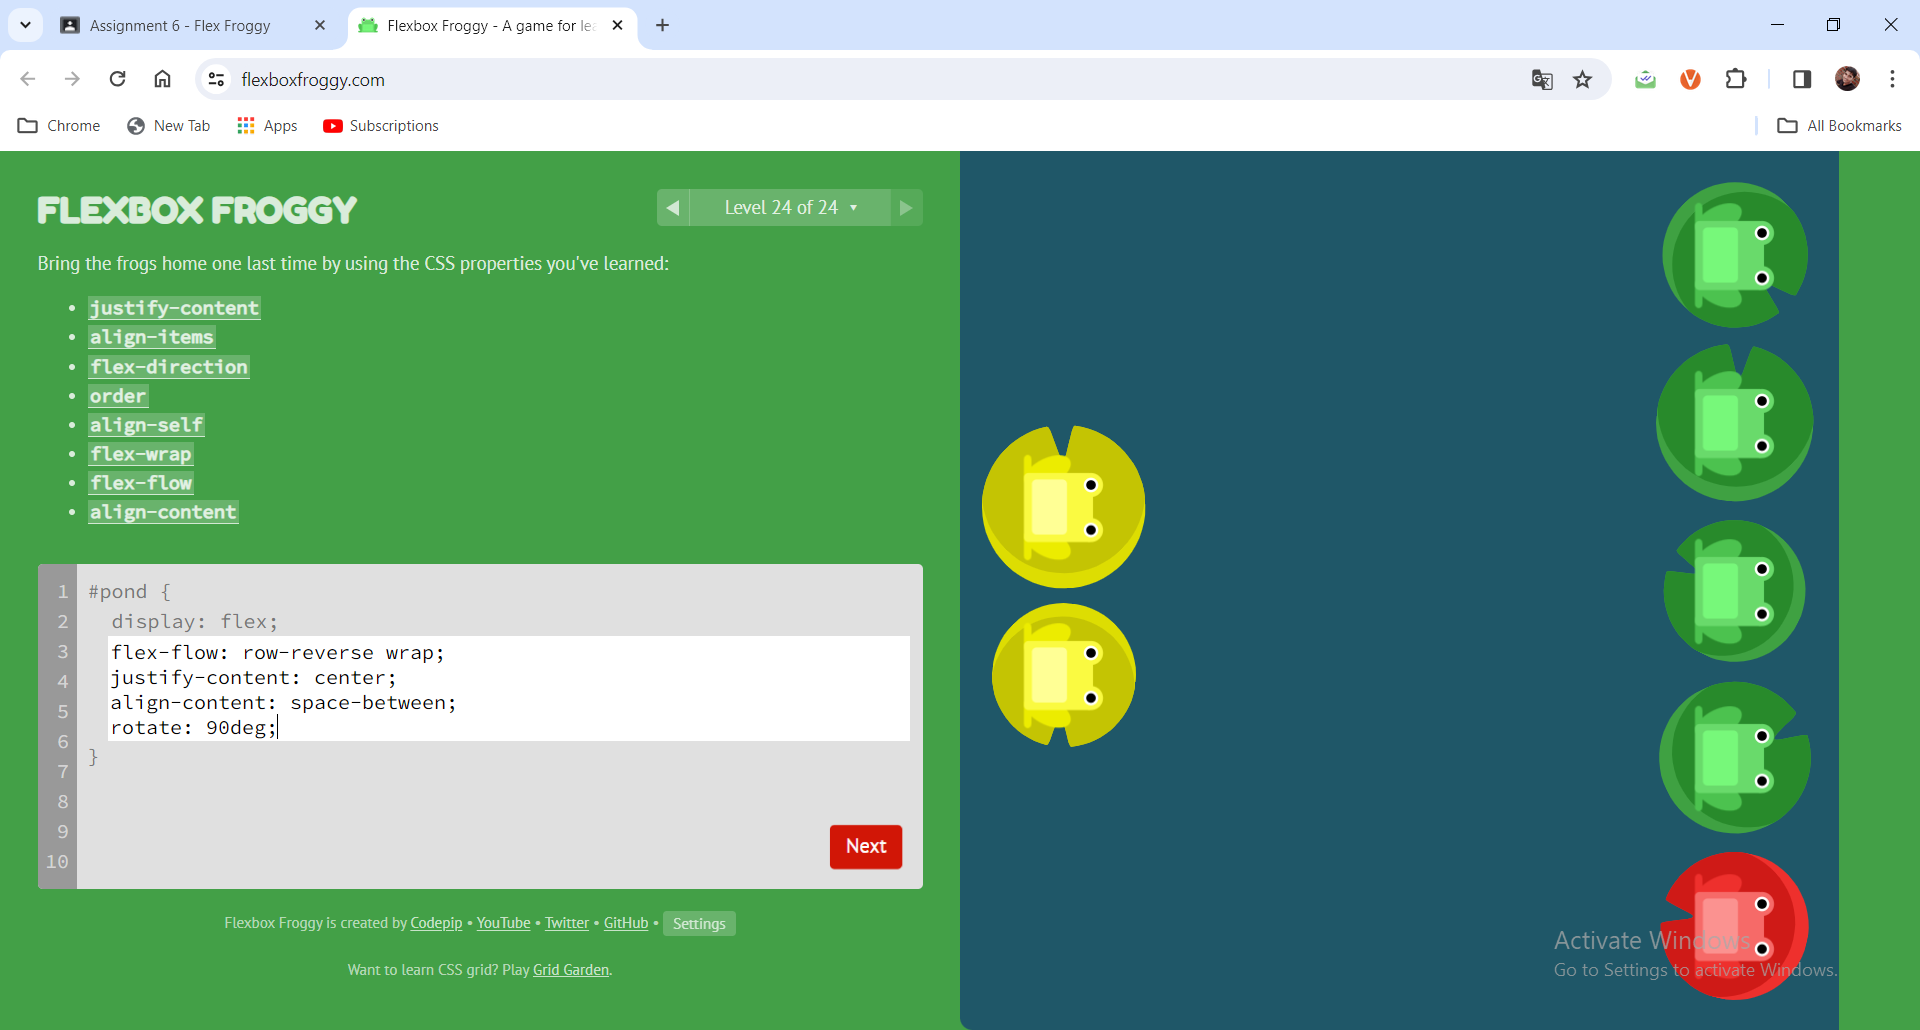 Assignment 6 - Flex Froggy
Flexbox Froggy - A game for lea
flexboxfroggy.com
Chrome
New Tab
Apps
Subscriptions
All Bookmarks
FLEXBOX FROGGY
Level 24 of 24
Bring the frogs home one last time by using the CSS properties you've learned:
justify-content
align-items
flex-direction
order
align-self
flex-wrap
flex-flow
align-content
1 #pond {
2 display: flex;
3 flex-flow: row-reverse wrap;
4 justify-content: center;
5 align-content: space-between;
rotate: 90deg;
6 }
7
8
9
10
Next
Flexbox Froggy is created by Codepip • YouTube • Twitter • GitHub • Settings
Want to learn CSS grid? Play Grid Garden.
Activate Windows
Go to Settings to activate Windows.